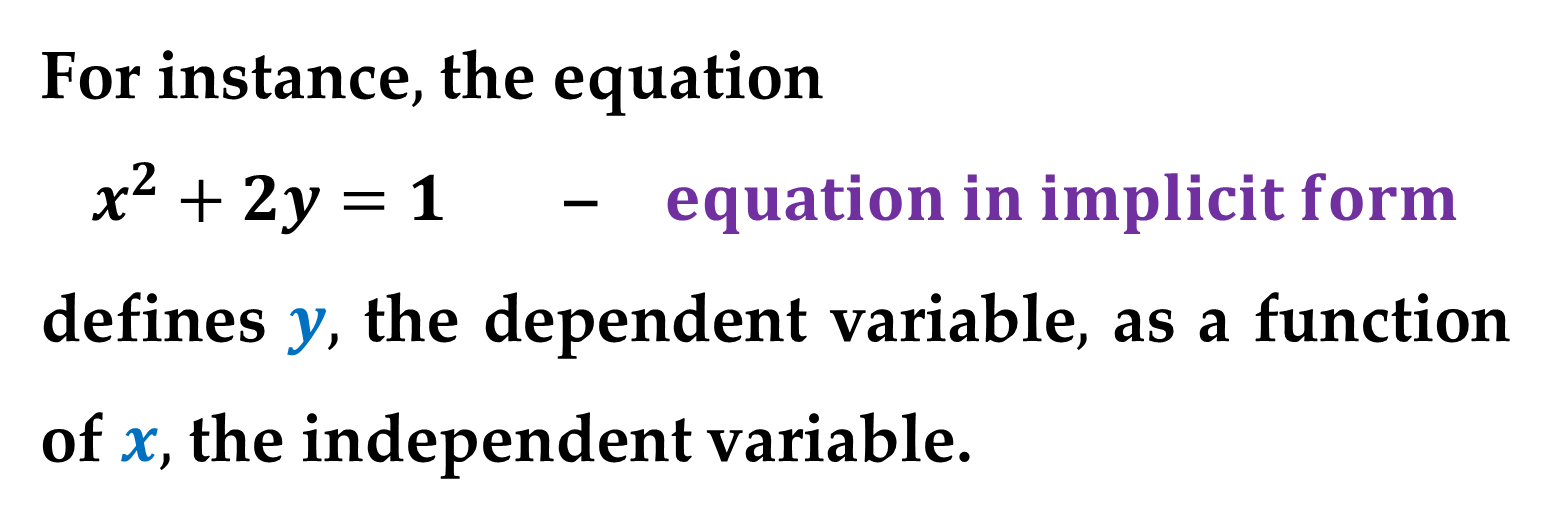 For instance, the equation
x² + 2y = 1 – equation in implicit form
defines y, the dependent variable, as a function
of x, the independent variable.